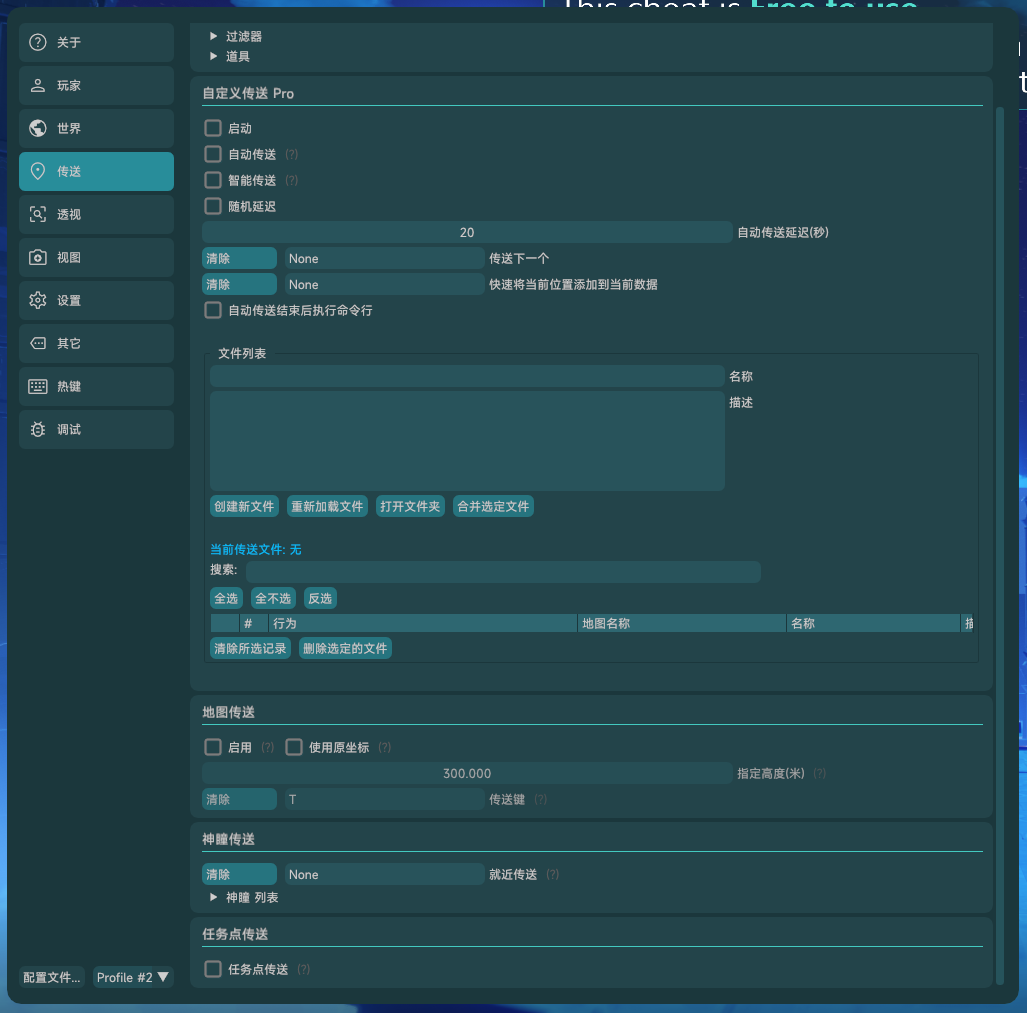 This cheat is Free to use
关于
玩家
世界
传送
透视
视图
设置
其它
热键
调试
配置文件...
Profile #2
过滤器
道具
自定义传送 Pro
启动
自动传送 (?)
智能传送 (?)
随机延迟
20 自动传送延迟(秒)
清除 None 传送下一个
清除 None 快速将当前位置添加到当前数据
自动传送结束后执行命令行
文件列表
名称
描述
创建新文件 重新加载文件 打开文件夹 合并选定文件
当前传送文件: 无
搜索:
全选 全不选 反选
# 行为 地图名称 名称
清除所选记录 删除选定的文件
地图传送
启用 (?) 使用原坐标 (?)
300.000 指定高度(米) (?)
清除 T 传送键 (?)
神瞳传送
清除 None 就近传送 (?)
神瞳 列表
任务点传送
任务点传送 (?)